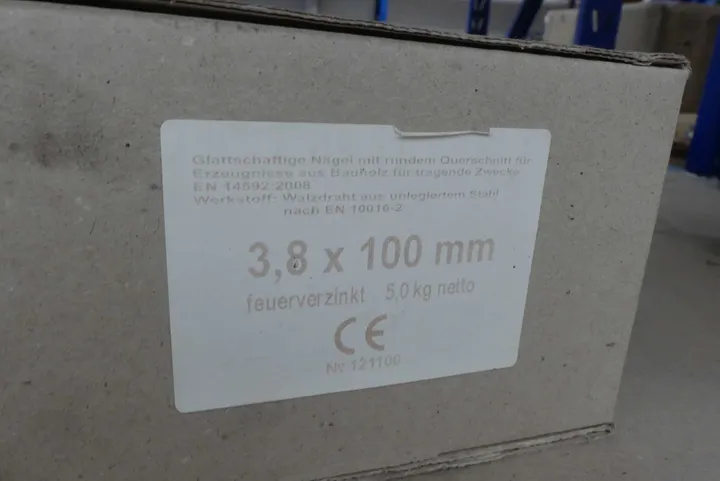 Glattschaftige Nägel mit rundem Querschnitt für
Erzeugnisse aus Bauholz für tragende Zwecke
EN 14592:2008
Werkstoff: Walzdraht aus unlegiertem Stahl
nach EN 10016-2
3,8 x 100 mm
feuerverzinkt 5,0 kg netto
CE
№ 121100